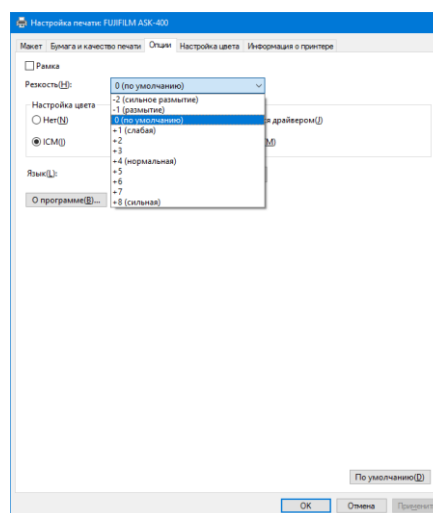 Настройка печати: FUJIFILM ASK-400
Макет Бумага и качество печати Опции Настройка цвета Информация о принтере
Рамка
Резкость(H): 0 (по умолчанию)
-2 (сильное размытие)
-1 (размытие)
0 (по умолчанию)
+1 (слабая)
+2
+3
+4 (нормальная)
+5
+6
+7
+8 (сильная)
Настройка цвета
Нет(N) я драйвером(J)
ICM(I) M)
Язык(L):
О программе(B)...
По умолчанию(D)
OK Отмена Применит